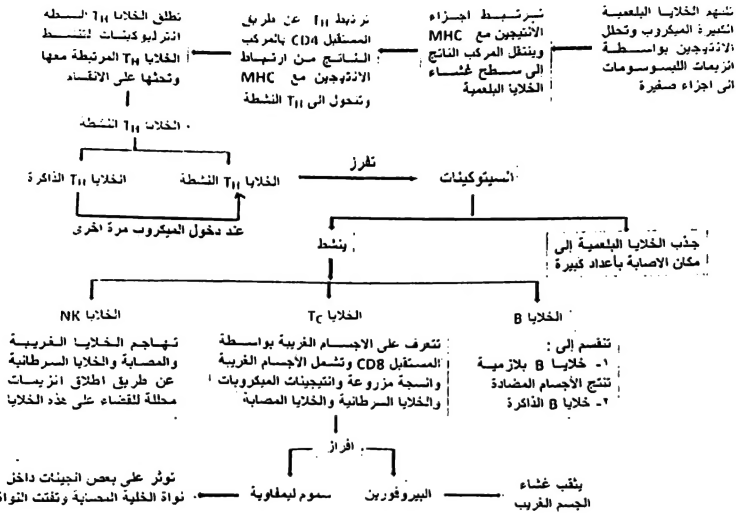 تلتهم الخلايا البلعمية
الكبيرة الميكروب وتحلل
الانتيجين بواسطة
انزيمات الليسوسومات
الى اجزاء صغيرة
ترتبط اجزاء
الأنتيجين مع MHC
وينتقل المركب الناتج
إلى سطح غشاء
الخلايا البلعمية
ترتبط TH عن طريق
المستقبل CD4 بالمركب
الناتج من ارتباط
الانتيجين مع MHC
وتتحول الى TH النشطة
تطلق الخلايا TH النشطة
انترليوكينات لتنشط
الخلايا TH المرتبطة معها
وتحثها على الانقسام
الخلايا TH النشطة
الخلايا TH النشطة
الخلايا TH الذاكرة
عند دخول الميكروب مرة اخرى
تفرز
السيتوكينات
جذب الخلايا البلعمية إلى
مكان الاصابة بأعداد كبيرة
ينشط
الخلايا B
تنقسم إلى :
١- خلايا B بلازمية
تنتج الأجسام المضادة
٢- خلايا B الذاكرة
الخلايا TC
تتعرف على الاجسام الغريبة بواسطة
المستقبل CD8 وتشمل الأجسام الغريبة
وانسجة مزروعة وانتيجينات الميكروبات
والخلايا السرطانية والخلايا المصابة
الخلايا NK
تهاجم الخلايا الغريبة
والمصابة والخلايا السرطانية
عن طريق اطلاق انزيمات
محللة للقضاء على هذه الخلايا
افراز
البيروفورين
يثقب غشاء
الجسم الغريب
سموم ليمفاوية
توثر على بعض الجينات داخل
نواة الخلية المصابة وتفتت النواة